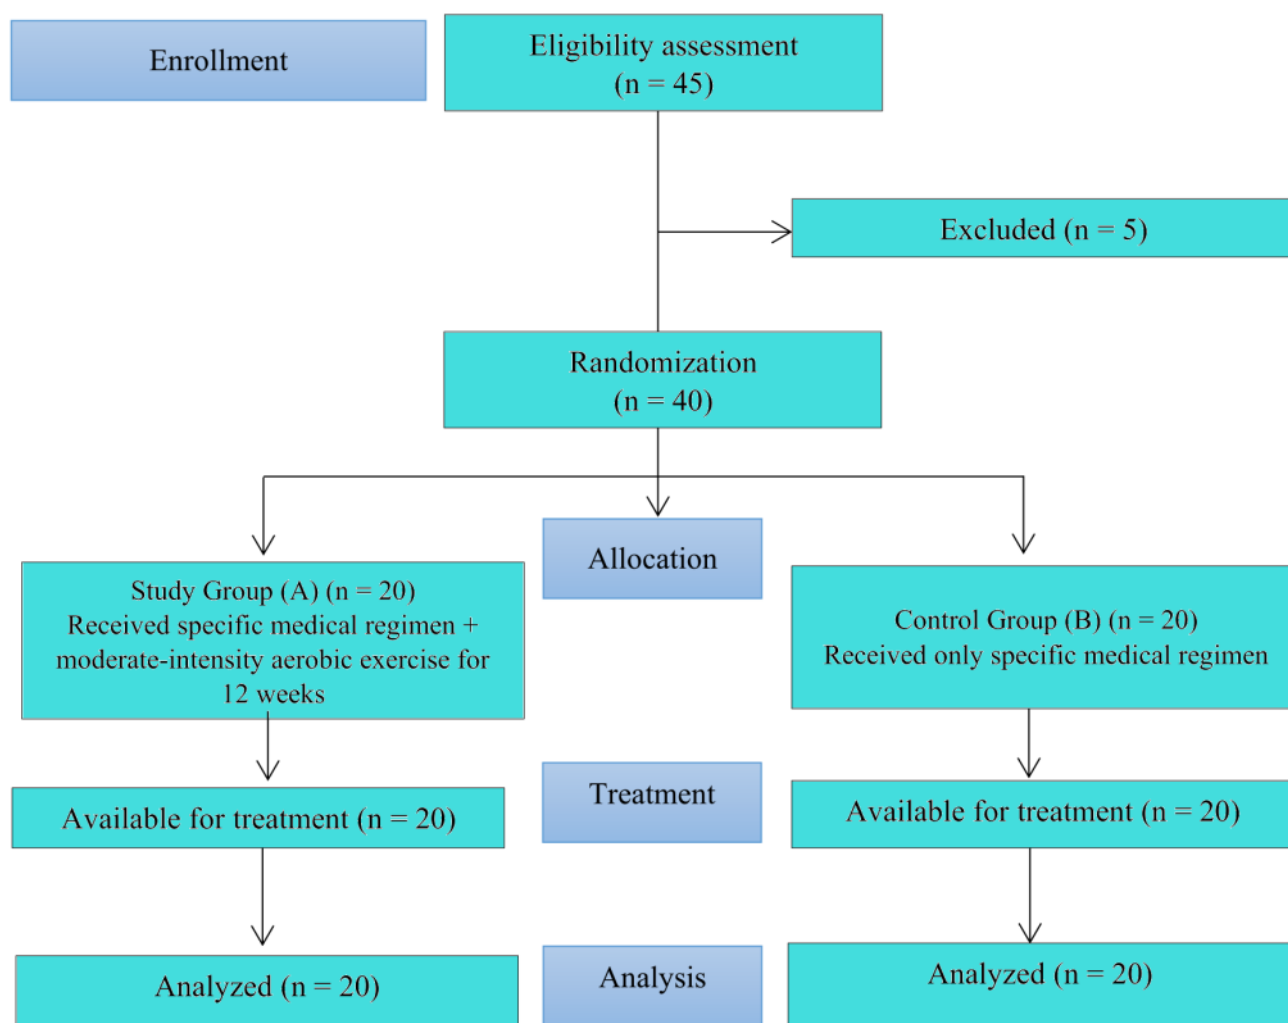 Enrollment
Eligibility assessment
(n = 45)
Excluded (n = 5)
Randomization
(n = 40)
Allocation
Study Group (A) (n = 20)
Received specific medical regimen +
moderate-intensity aerobic exercise for
12 weeks
Control Group (B) (n = 20)
Received only specific medical regimen
Available for treatment (n = 20)
Treatment
Available for treatment (n = 20)
Analyzed (n = 20)
Analysis
Analyzed (n = 20)